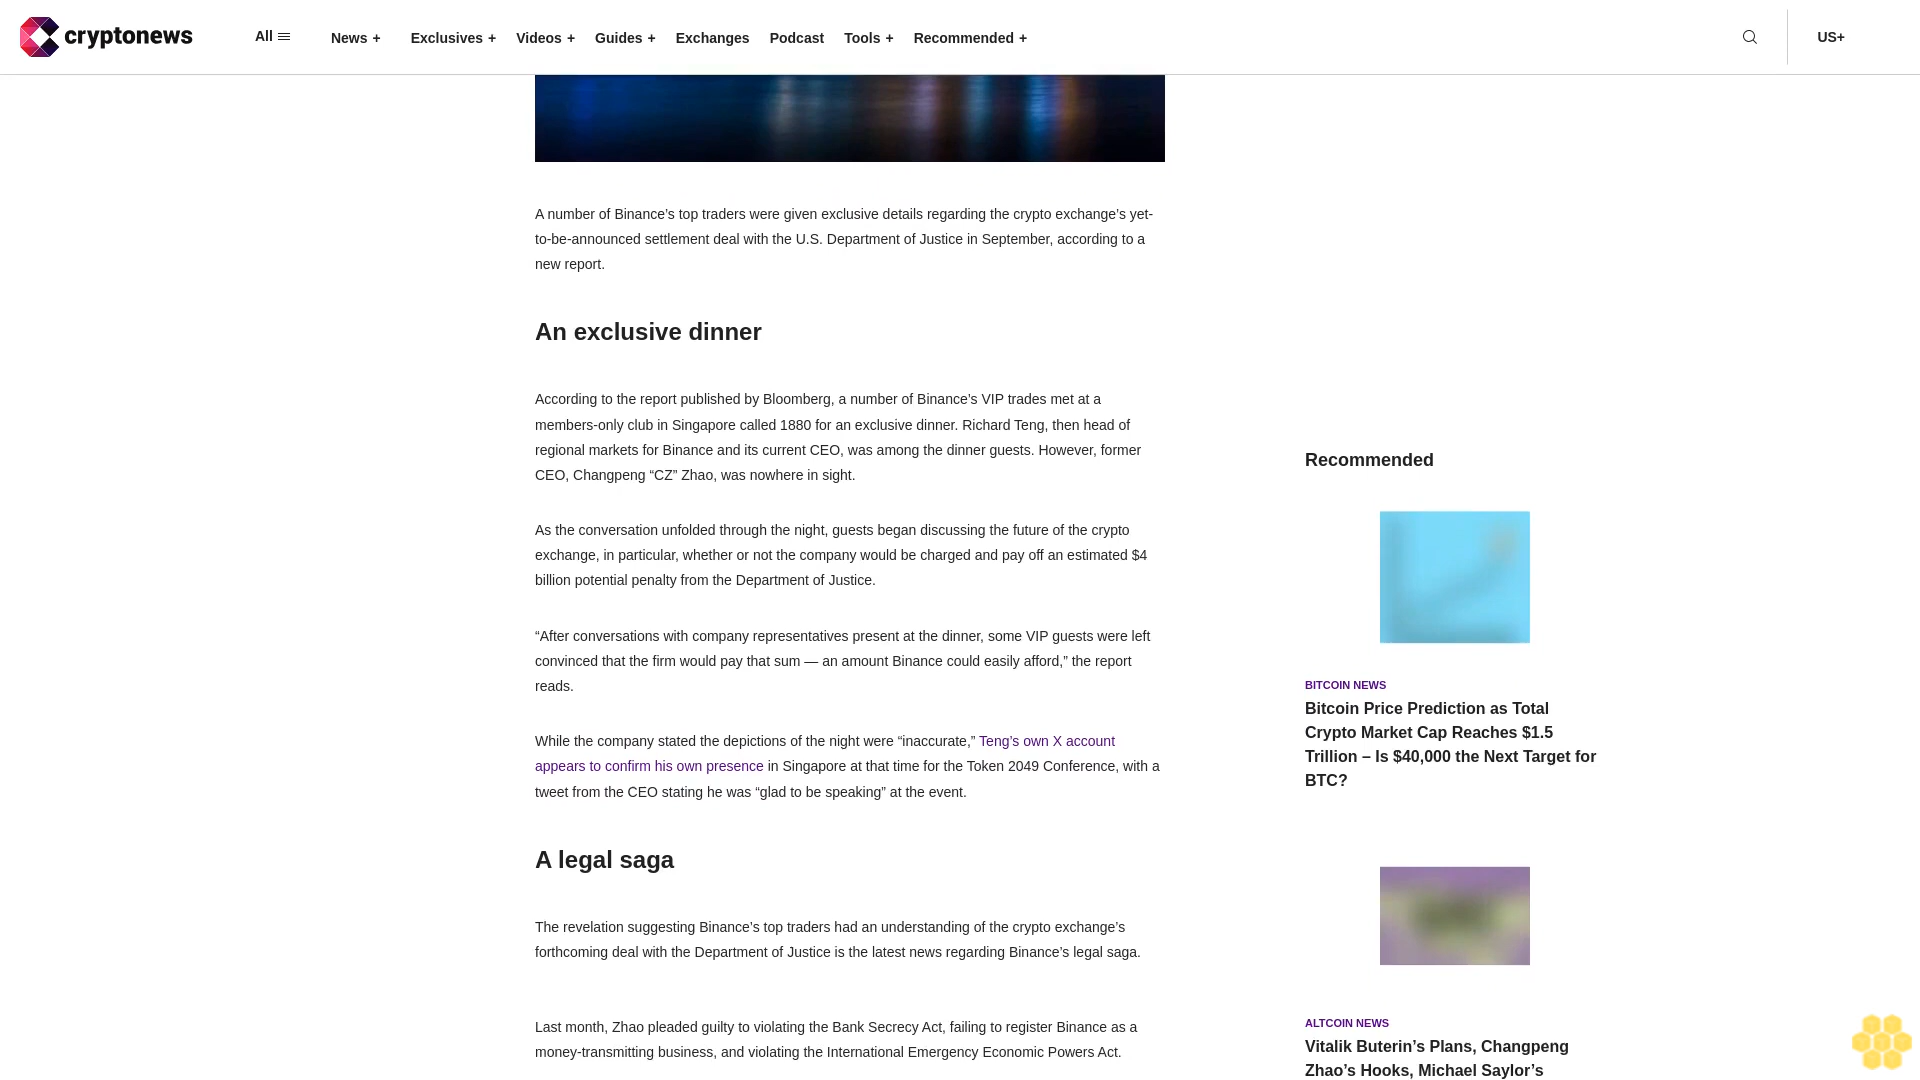 cryptonews
All
News +
Exclusives +
Videos +
Guides +
Exchanges
Podcast
Tools +
Recommended +
US+
A number of Binance’s top traders were given exclusive details regarding the crypto exchange’s yet-
to-be-announced settlement deal with the U.S. Department of Justice in September, according to a
new report.
An exclusive dinner
According to the report published by Bloomberg, a number of Binance’s VIP trades met at a
members-only club in Singapore called 1880 for an exclusive dinner. Richard Teng, then head of
regional markets for Binance and its current CEO, was among the dinner guests. However, former
CEO, Changpeng “CZ” Zhao, was nowhere in sight.
As the conversation unfolded through the night, guests began discussing the future of the crypto
exchange, in particular, whether or not the company would be charged and pay off an estimated $4
billion potential penalty from the Department of Justice.
“After conversations with company representatives present at the dinner, some VIP guests were left
convinced that the firm would pay that sum — an amount Binance could easily afford,” the report
reads.
While the company stated the depictions of the night were “inaccurate,” Teng’s own X account
appears to confirm his own presence in Singapore at that time for the Token 2049 Conference, with a
tweet from the CEO stating he was “glad to be speaking” at the event.
A legal saga
The revelation suggesting Binance’s top traders had an understanding of the crypto exchange’s
forthcoming deal with the Department of Justice is the latest news regarding Binance’s legal saga.
Last month, Zhao pleaded guilty to violating the Bank Secrecy Act, failing to register Binance as a
money-transmitting business, and violating the International Emergency Economic Powers Act.
Recommended
BITCOIN NEWS
Bitcoin Price Prediction as Total
Crypto Market Cap Reaches $1.5
Trillion – Is $40,000 the Next Target for
BTC?
ALTCOIN NEWS
Vitalik Buterin’s Plans, Changpeng
Zhao’s Hooks, Michael Saylor’s